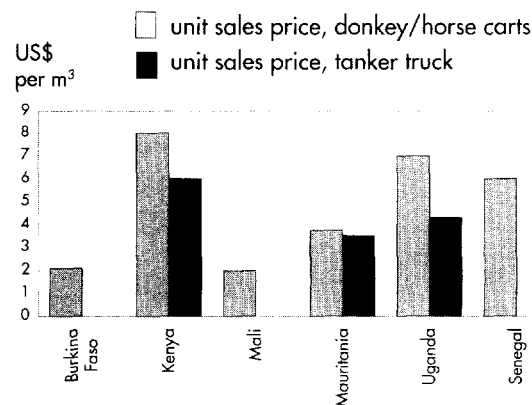 unit sales price, donkey/horse carts
unit sales price, tanker truck
US$
per m³
9
8
7
6
5
4
3
2
1
0
Burkina
Faso
Kenya
Mali
Mauritania
Uganda
Senegal